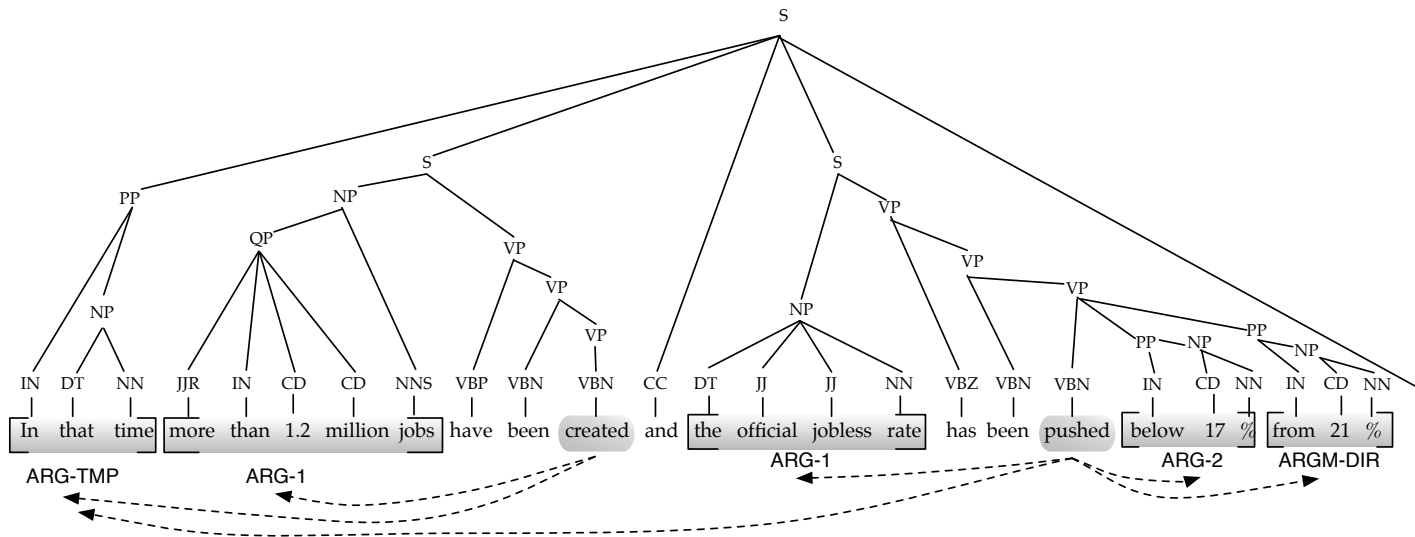 S
S S
PP NP VP
QP VP VP
VP VP
NP NP VP PP
PP NP NP
IN DT NN JJR IN CD CD NNS VBP VBN VBN CC DT JJ JJ NN VBZ VBN VBN IN CD NN IN CD NN
In that time more than 1.2 million jobs have been created and the official jobless rate has been pushed below 17 % from 21 %
ARG-TMP ARG-1 ARG-1 ARG-2 ARGM-DIR